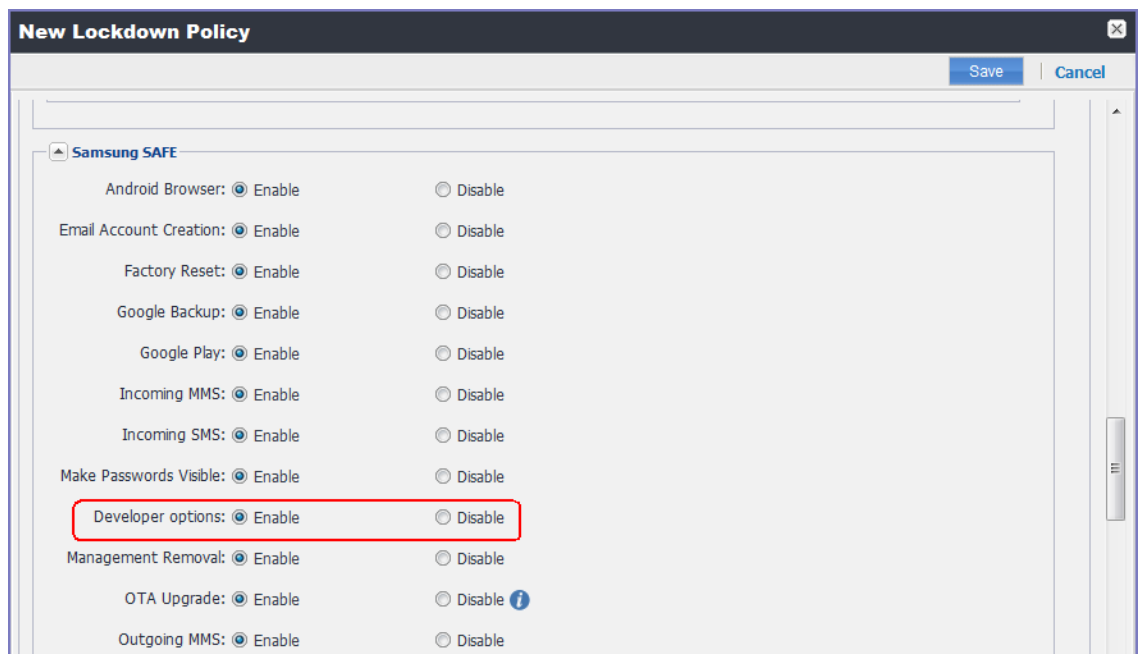 New Lockdown Policy
Save | Cancel
Samsung SAFE
Android Browser: Enable Disable
Email Account Creation: Enable Disable
Factory Reset: Enable Disable
Google Backup: Enable Disable
Google Play: Enable Disable
Incoming MMS: Enable Disable
Incoming SMS: Enable Disable
Make Passwords Visible: Enable Disable
Developer options: Enable Disable
Management Removal: Enable Disable
OTA Upgrade: Enable Disable i
Outgoing MMS: Enable Disable